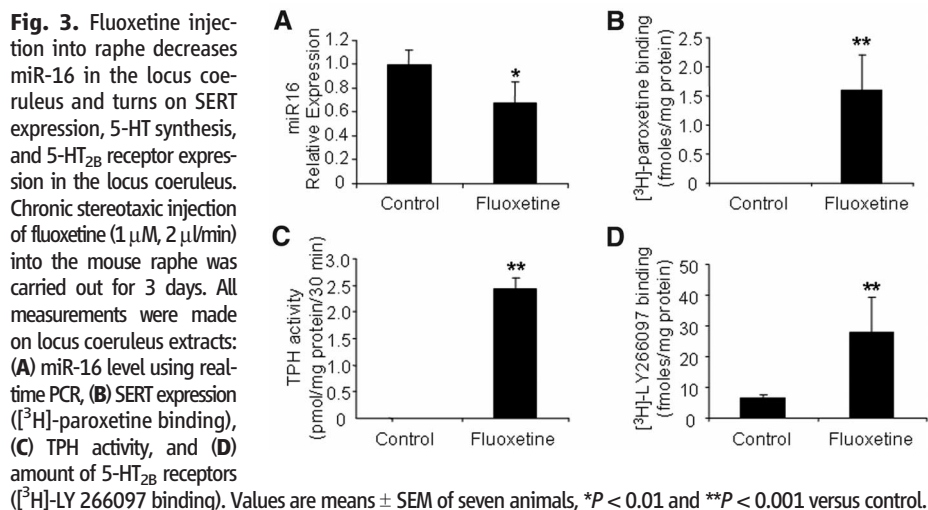 Fig. 3. Fluoxetine injec-
tion into raphe decreases
miR-16 in the locus coe-
ruleus and turns on SERT
expression, 5-HT synthesis,
and 5-HT2B receptor expres-
sion in the locus coeruleus.
Chronic stereotaxic injection
of fluoxetine (1 μM, 2 μl/min)
into the mouse raphe was
carried out for 3 days. All
measurements were made
on locus coeruleus extracts:
(A) miR-16 level using real-
time PCR, (B) SERT expression
([3H]-paroxetine binding),
(C) TPH activity, and (D)
amount of 5-HT2B receptors
([3H]-LY 266097 binding). Values are means ± SEM of seven animals, *P < 0.01 and **P < 0.001 versus control.
A
miR16
Relative Expression
1.2
1.0
0.8
0.6
0.4
0.2
0
*
Control Fluoxetine
B
[3H]-paroxetine binding
(fmoles/mg protein)
2.5
2.0
1.5
1.0
0.5
0
**
Control Fluoxetine
C
TPH activity
(pmol/mg protein/30 min)
3.0
2.5
2.0
1.5
1.0
0.5
0
**
Control Fluoxetine
D
[3H]-LY266097 binding
(fmoles/mg protein)
50
40
30
20
10
0
**
Control Fluoxetine